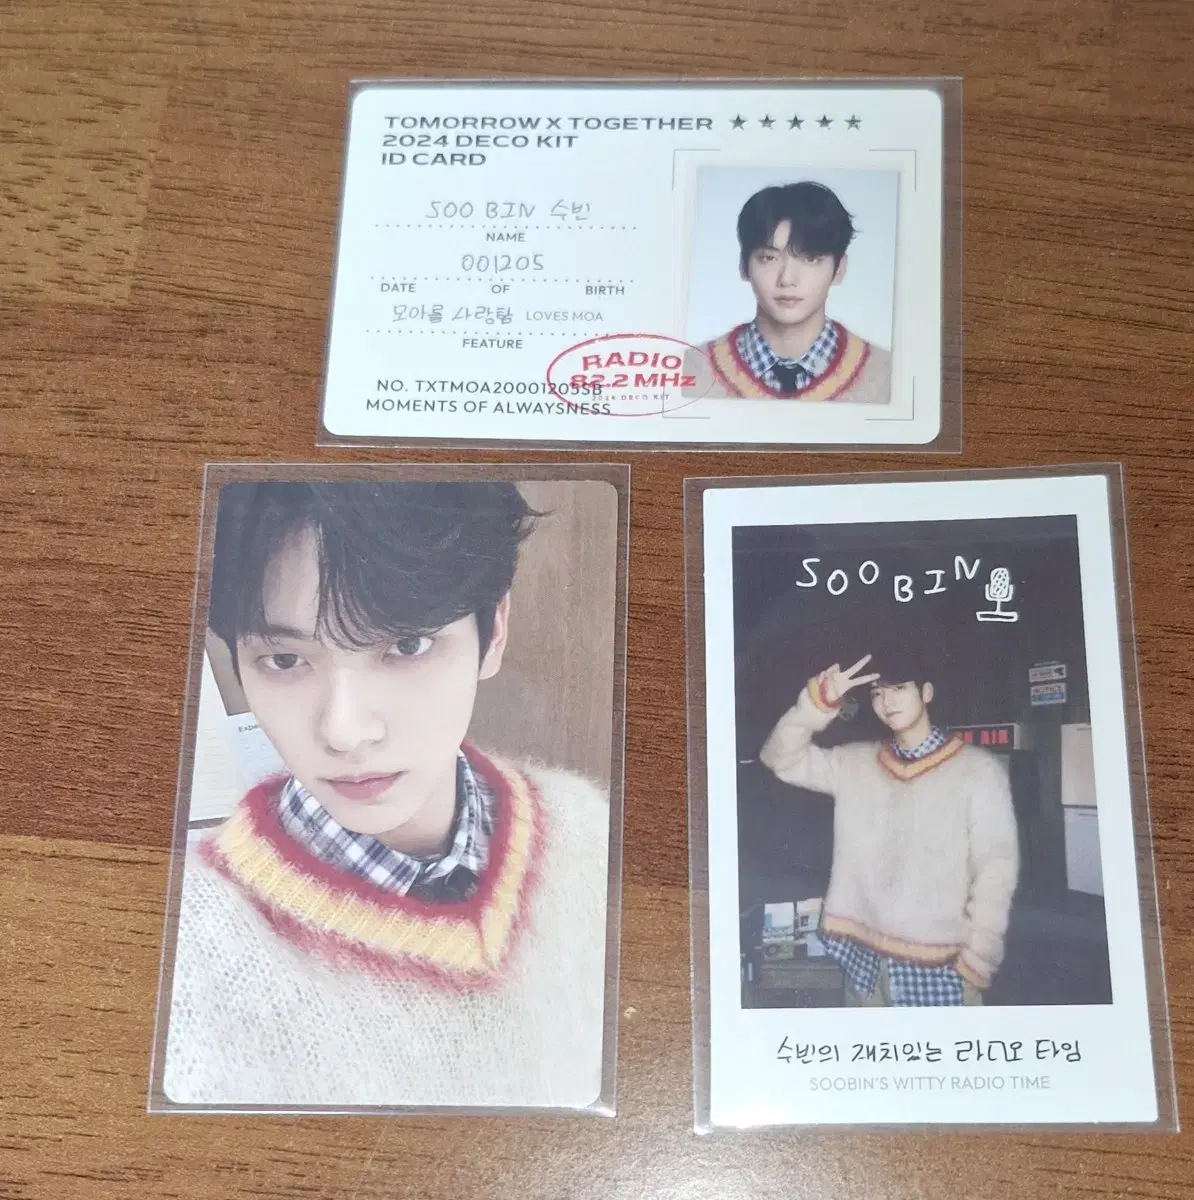 TOMORROW X TOGETHER ★★★★★
2024 DECO KIT
ID CARD
SOO BIN 수빈
NAME
001205
DATE OF BIRTH
모아를 사랑함 LOVES MOA
FEATURE
RADIO
82.2 MHz
2024 DECO KIT
NO. TXTMOA20001205SB
MOMENTS OF ALWAYSNESS
SOOBIN
ON AIR
수빈의 재치있는 라디오 타임
SOOBIN'S WITTY RADIO TIME